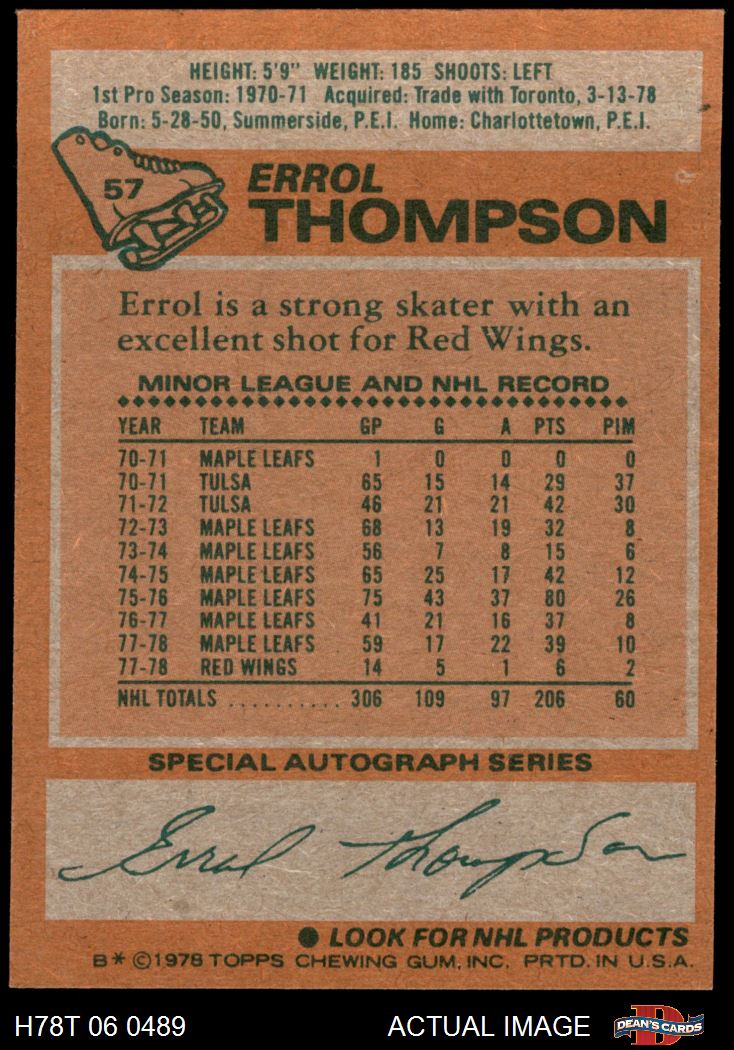 HEIGHT: 5'9" WEIGHT: 185 SHOOTS: LEFT
1st Pro Season: 1970-71 Acquired: Trade with Toronto, 3-13-78
Born: 5-28-50, Summerside, P.E.I. Home: Charlottetown, P.E.I.
57
ERROL
THOMPSON
Errol is a strong skater with an
excellent shot for Red Wings.
MINOR LEAGUE AND NHL RECORD
YEAR TEAM GP G A PTS PIM
70-71 MAPLE LEAFS 1 0 0 0 0
70-71 TULSA 65 15 14 29 37
71-72 TULSA 46 21 21 42 30
72-73 MAPLE LEAFS 68 13 19 32 8
73-74 MAPLE LEAFS 56 7 8 15 6
74-75 MAPLE LEAFS 65 25 17 42 12
75-76 MAPLE LEAFS 75 43 37 80 26
76-77 MAPLE LEAFS 41 21 16 37 8
77-78 MAPLE LEAFS 59 17 22 39 10
77-78 RED WINGS 14 5 1 6 2
NHL TOTALS .......... 306 109 97 206 60
SPECIAL AUTOGRAPH SERIES
Errol Thompson
● LOOK FOR NHL PRODUCTS
B* ©1978 TOPPS CHEWING GUM, INC. PRTD. IN U.S.A.
H78T 06 0489 ACTUAL IMAGE D DEAN'S CARDS